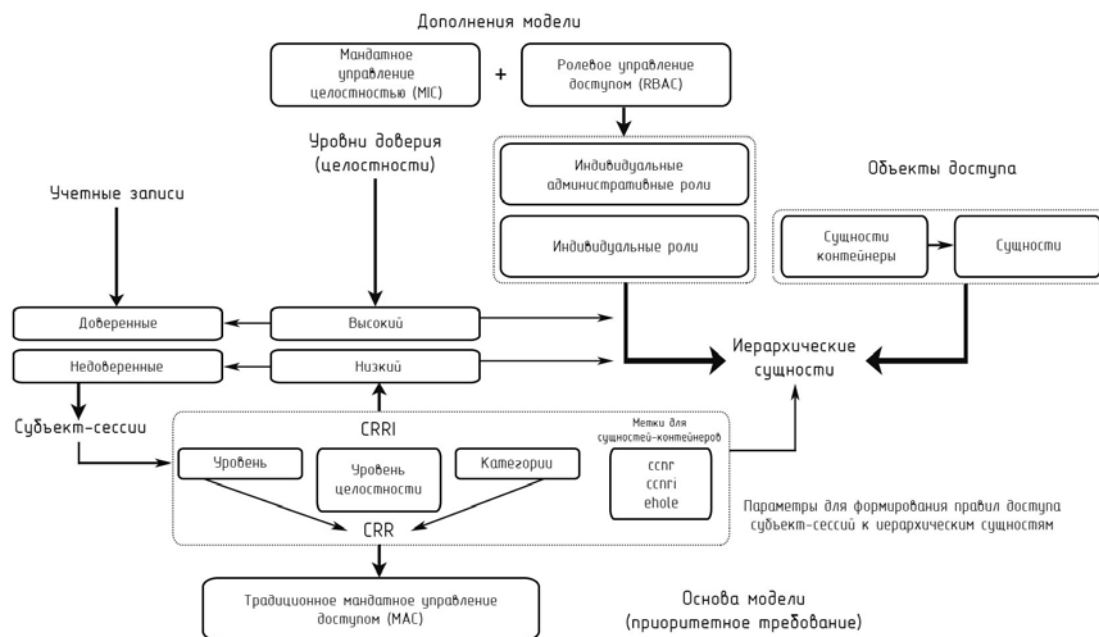 Дополнения модели
Мандатное
управление
целостностью (MIC)
+
Ролевое управление
доступом (RBAC)
Уровни доверия
(целостности)
Индивидуальные
административные роли
Индивидуальные роли
Объекты доступа
Сущности
контейнеры
Сущности
Учетные записи
Доверенные
Высокий
Недоверенные
Низкий
Иерархические
сущности
Субъект-сессии
CRRI
Уровень
Уровень
целостности
Категории
Метки для
сущностей-контейнеров
ccnr
ccnri
ehole
CRR
Параметры для формирования правил доступа
субъект-сессий к иерархическим сущностям
Традиционное мандатное управление
доступом (MAC)
Основа модели
(приоритетное требование)